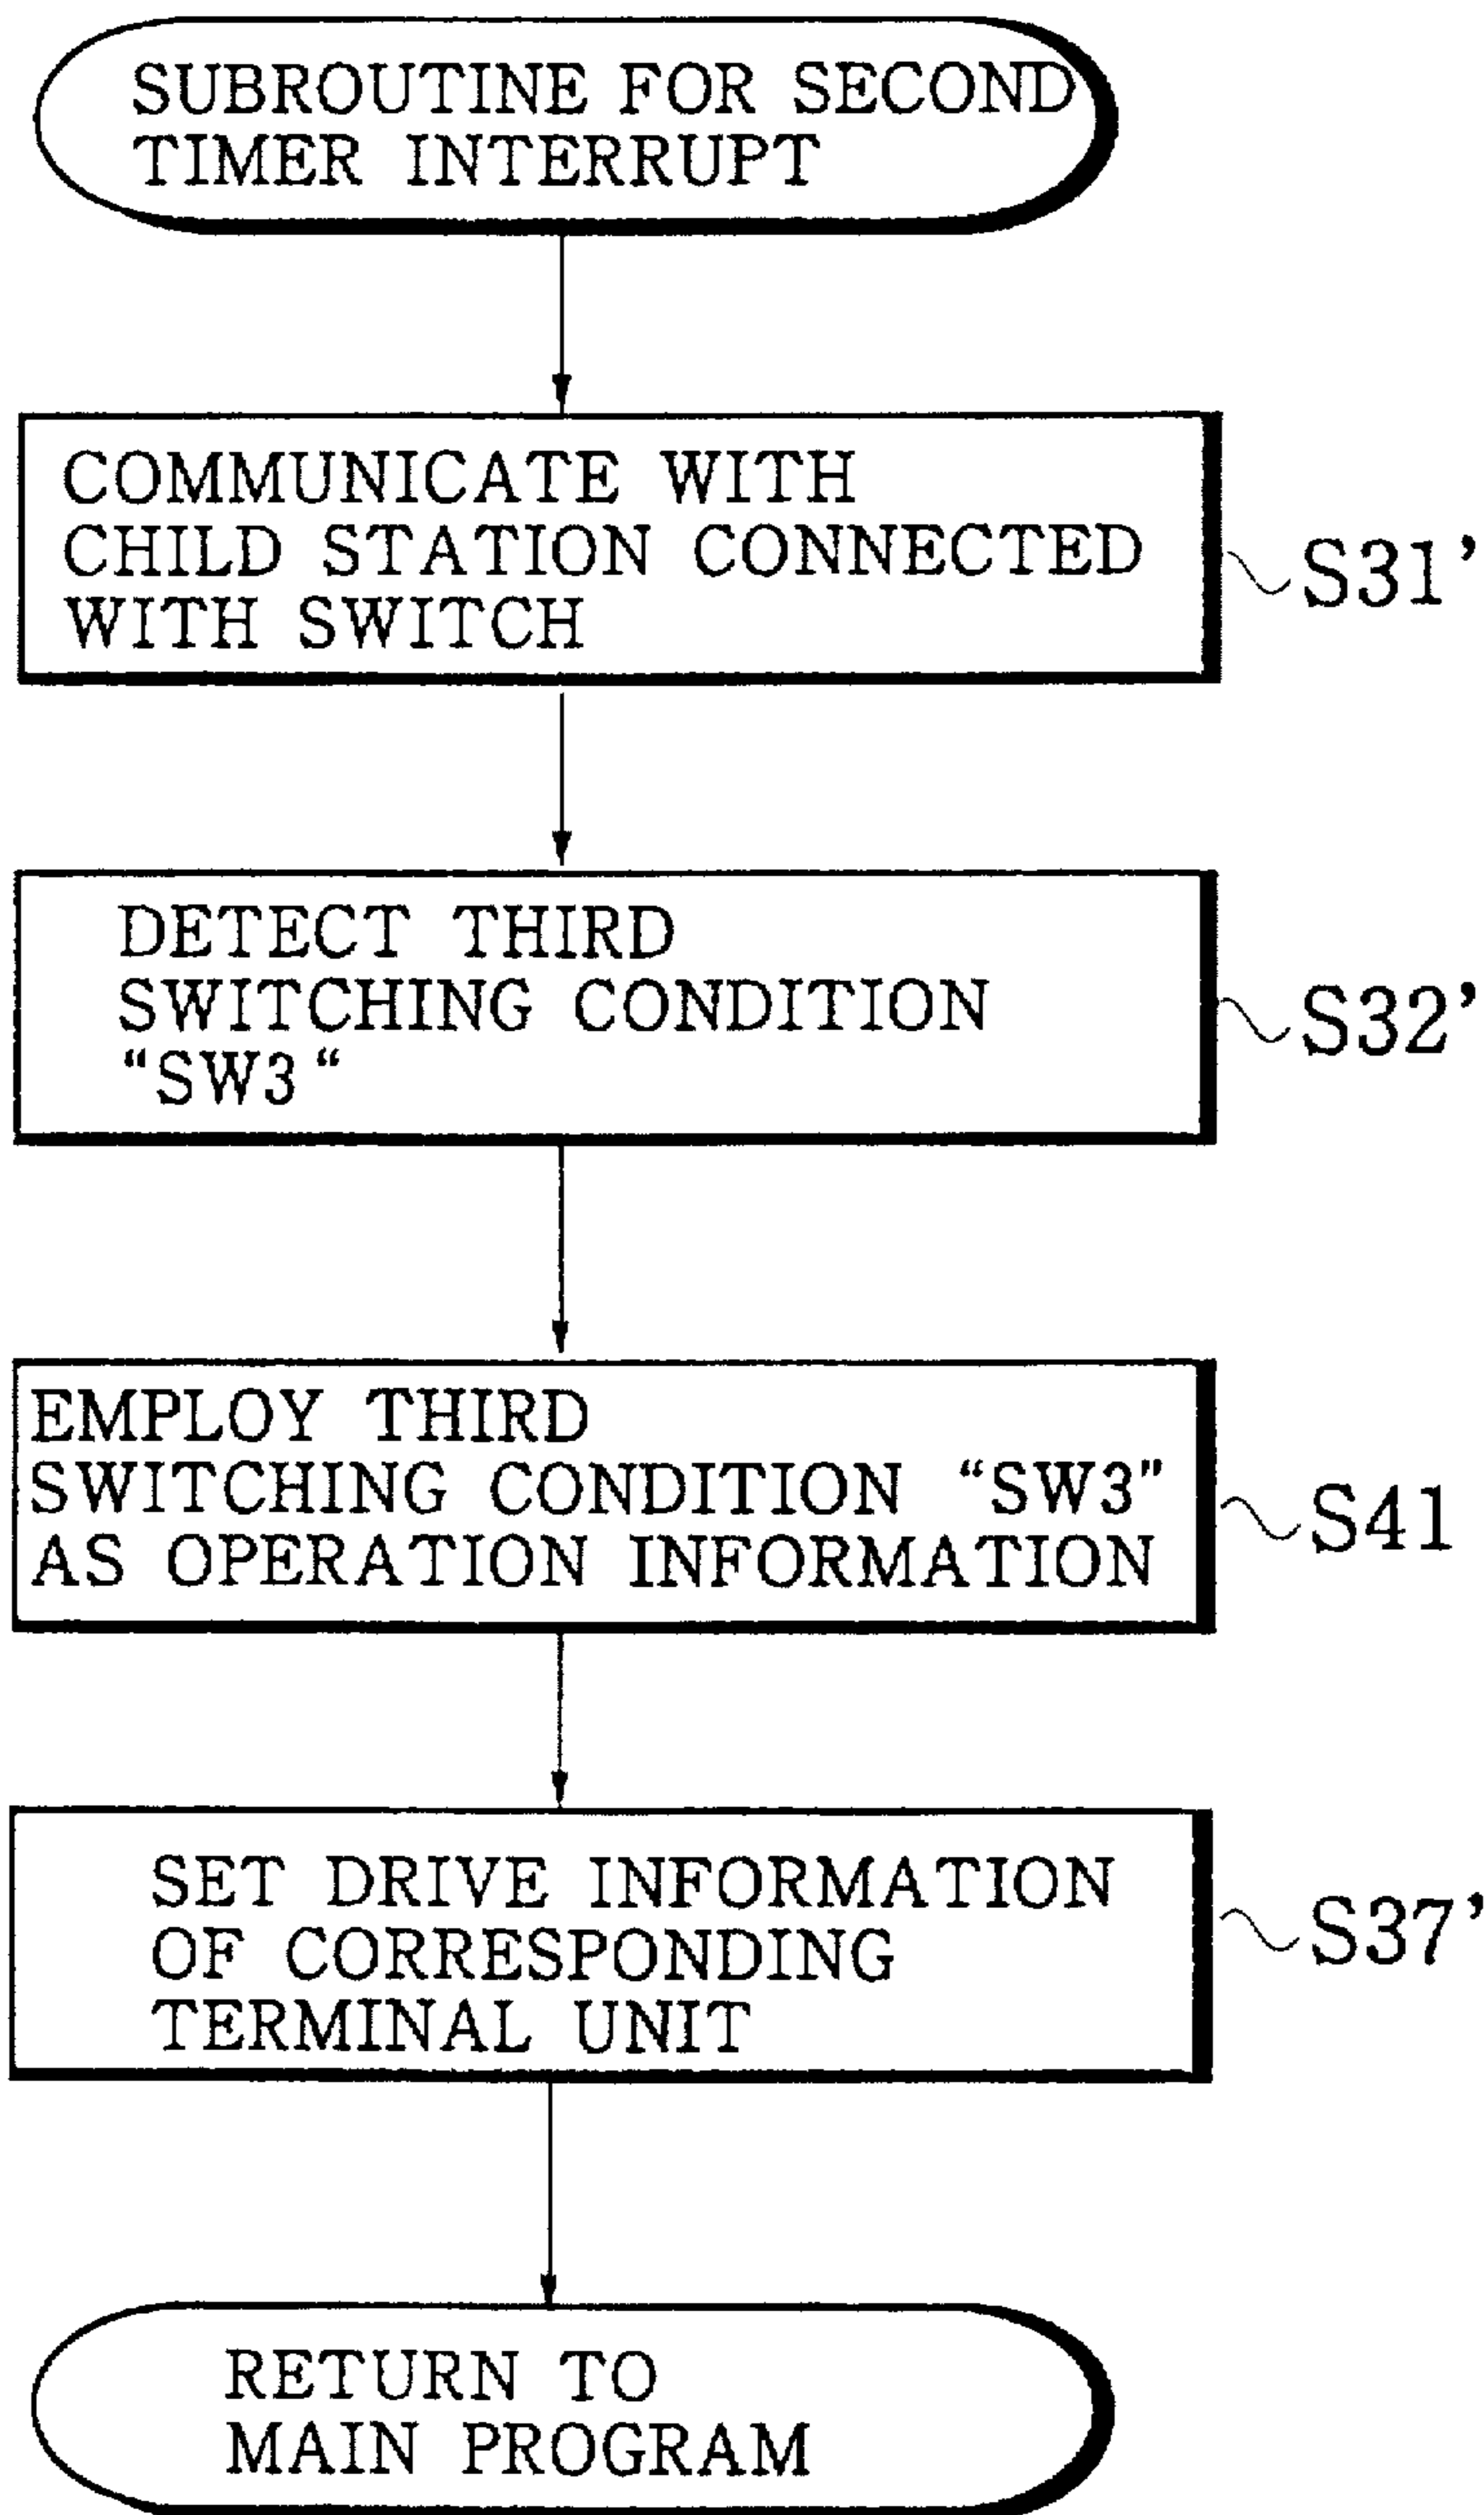 SUBROUTINE FOR SECOND
TIMER INTERRUPT
COMMUNICATE WITH
CHILD STATION CONNECTED
WITH SWITCH
S31'
DETECT THIRD
SWITCHING CONDITION
“SW3“
S32'
EMPLOY THIRD
SWITCHING CONDITION “SW3”
AS OPERATION INFORMATION
S41
SET DRIVE INFORMATION
OF CORRESPONDING
TERMINAL UNIT
S37'
RETURN TO
MAIN PROGRAM